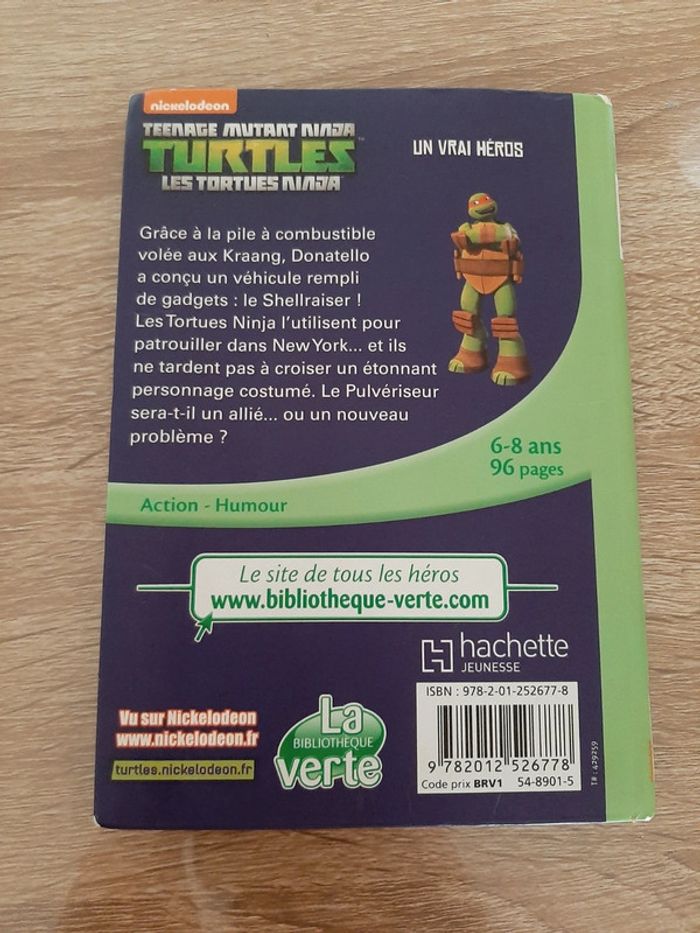 nickelodeon
TEENAGE MUTANT NINJA
TURTLES™
LES TORTUES NINJA
UN VRAI HÉROS
Grâce à la pile à combustible
volée aux Kraang, Donatello
a conçu un véhicule rempli
de gadgets : le Shellraiser !
Les Tortues Ninja l'utilisent pour
patrouiller dans New York... et ils
ne tardent pas à croiser un étonnant
personnage costumé. Le Pulvériseur
sera-t-il un allié... ou un nouveau
problème ?
6-8 ans
96 pages
Action - Humour
Le site de tous les héros
www.bibliotheque-verte.com
hachette
JEUNESSE
ISBN : 978-2-01-252677-8
9 782012 526778
Code prix BRV1 54-8901-5
T# : 429259
Vu sur Nickelodeon
www.nickelodeon.fr
turtles.nickelodeon.fr
La
BIBLIOTHEQUE
verte